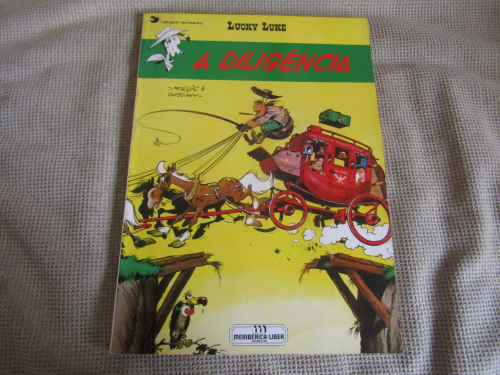 LUCKY LUKE
A DILIGÊNCIA
MORRIS &
GOSCINNY
MERIBÉRICA/LIBER